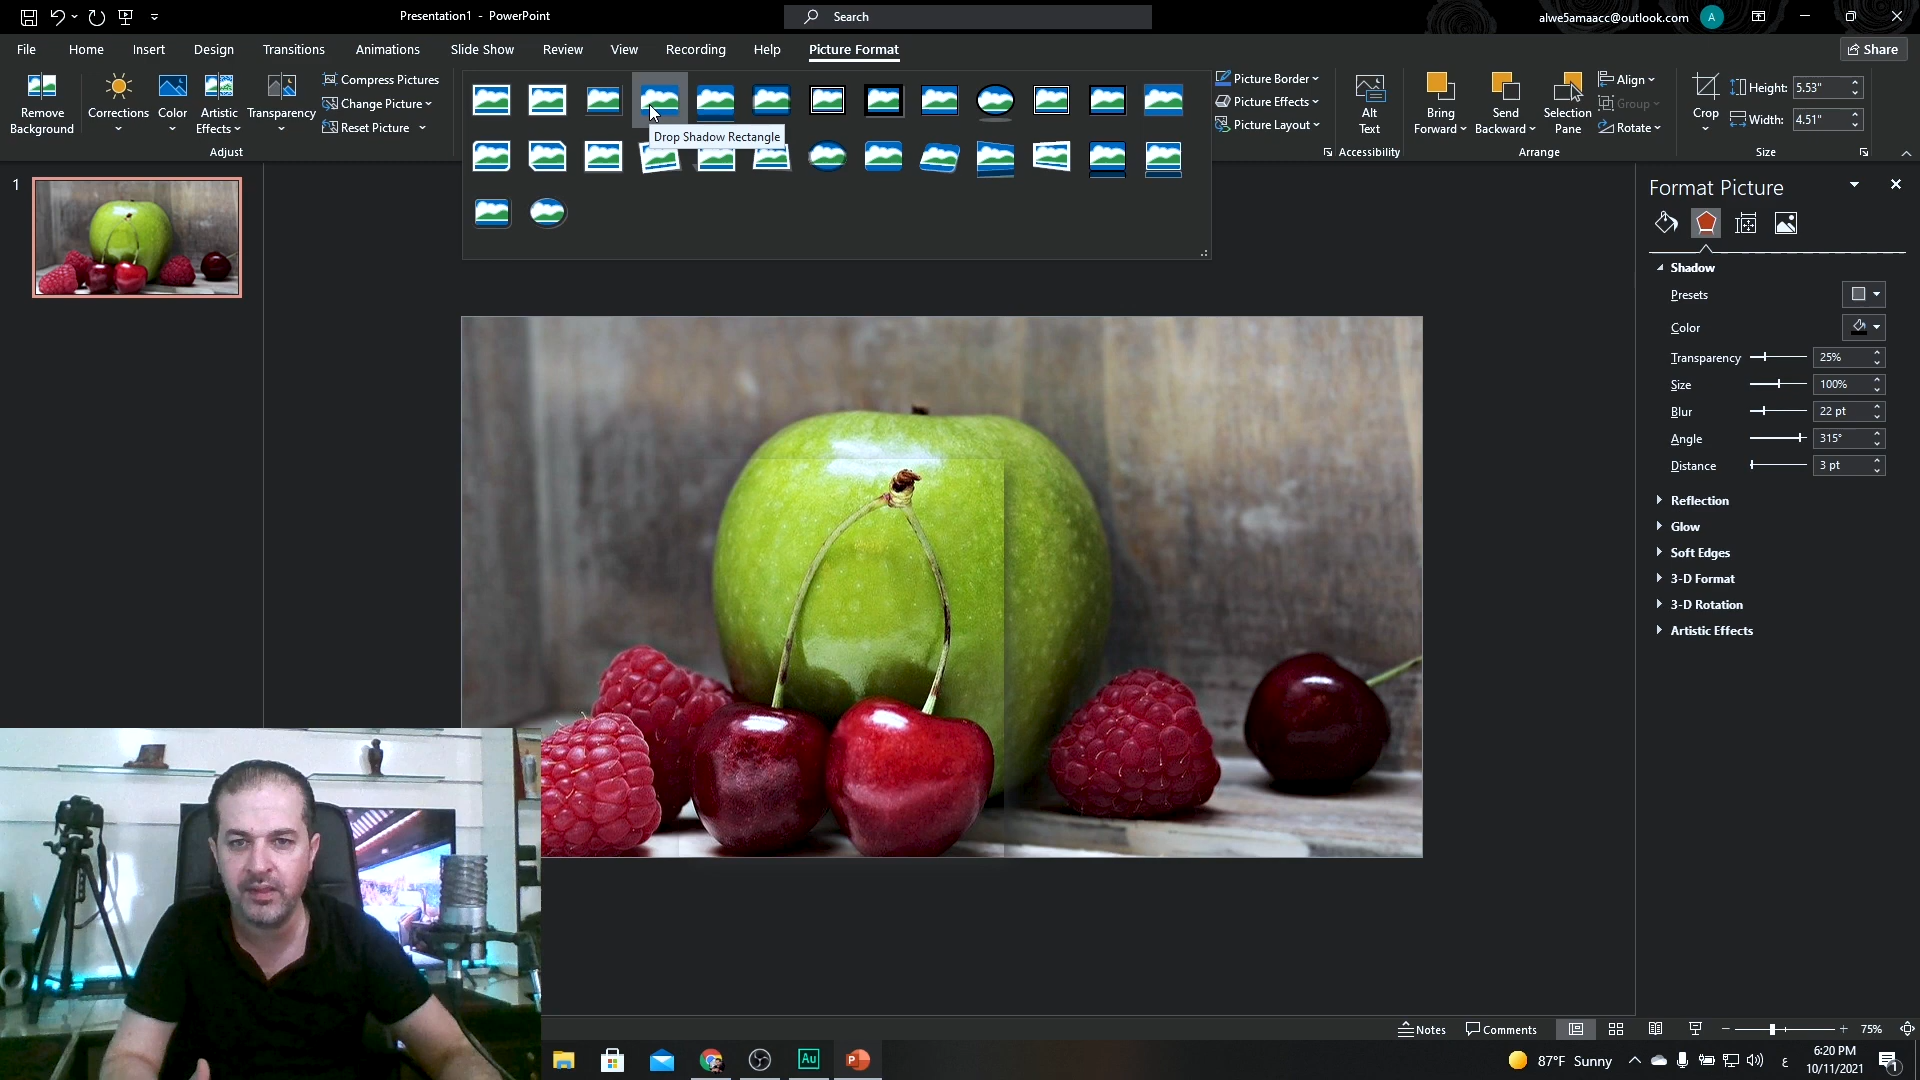 Presentation1 - PowerPoint
Search
alwe5amaacc@outlook.com
A
File Home Insert Design Transitions Animations Slide Show Review View Recording Help Picture Format
Share
Remove Background
Corrections
Color
Artistic Effects
Transparency
Compress Pictures
Change Picture
Reset Picture
Adjust
Drop Shadow Rectangle
Picture Border
Picture Effects
Picture Layout
Alt Text
Accessibility
Bring Forward
Send Backward
Selection Pane
Align
Group
Rotate
Arrange
Crop
Height: 5.53"
Width: 4.51"
Size
1
Format Picture
Shadow
Presets
Color
Transparency 25%
Size 100%
Blur 22 pt
Angle 315°
Distance 3 pt
Reflection
Glow
Soft Edges
3-D Format
3-D Rotation
Artistic Effects
Notes Comments 75%
Au
P
87°F Sunny
ع
6:20 PM
10/11/2021
1